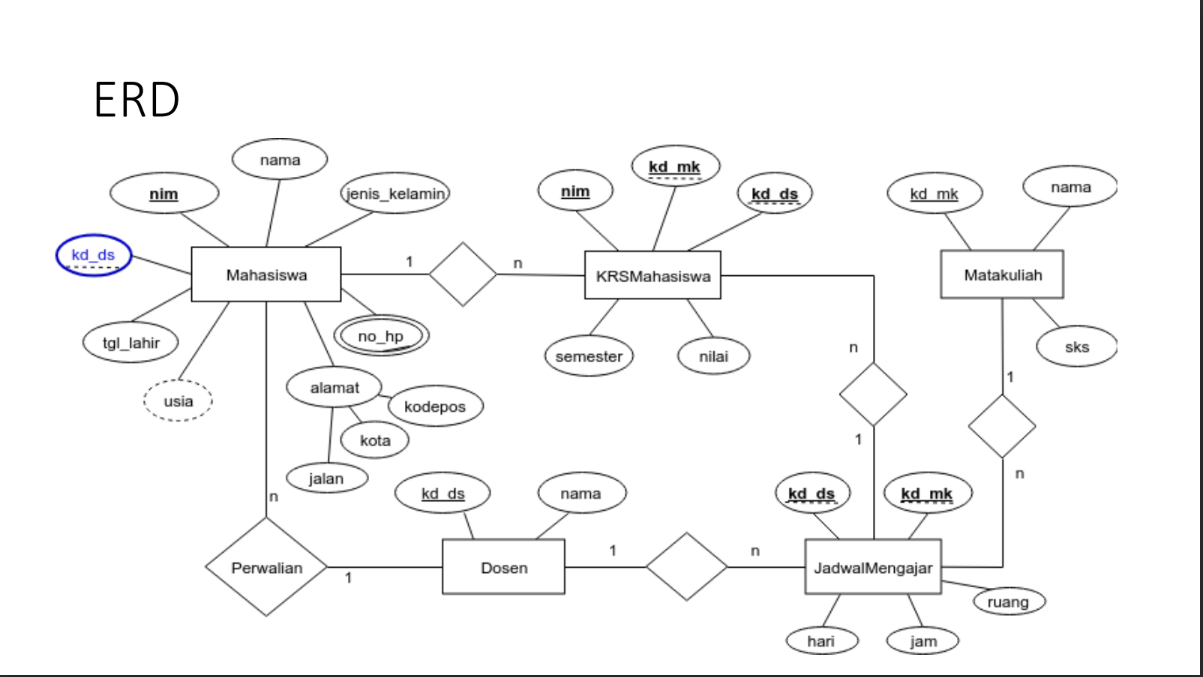 ERD
nama
nim
jenis_kelamin
kd_ds
Mahasiswa
tgl_lahir
usia
no_hp
alamat
kodepos
kota
jalan
1
n
nim
kd_mk
kd_ds
KRSMahasiswa
semester
nilai
kd_mk
nama
Matakuliah
sks
n
1
1
n
n
Perwalian
1
kd_ds
nama
Dosen
1
n
kd_ds
kd_mk
JadwalMengajar
ruang
hari
jam